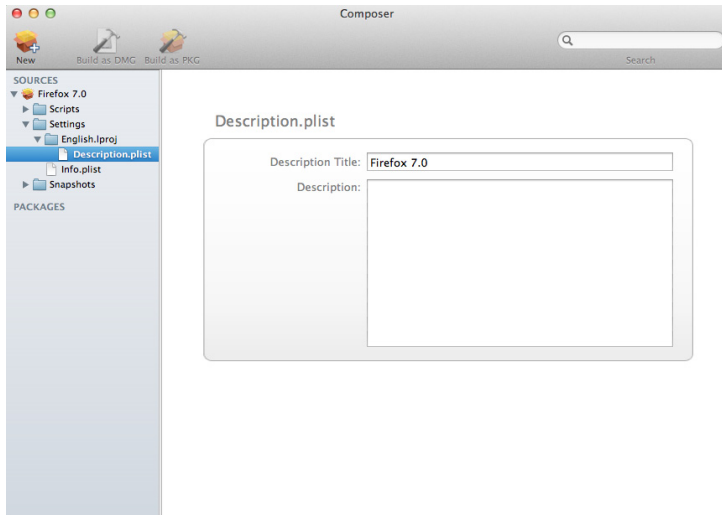 Composer
New
Build as DMG
Build as PKG
Search
SOURCES
Firefox 7.0
Scripts
Settings
English.lproj
Description.plist
Info.plist
Snapshots
PACKAGES
Description.plist
Description Title: Firefox 7.0
Description: